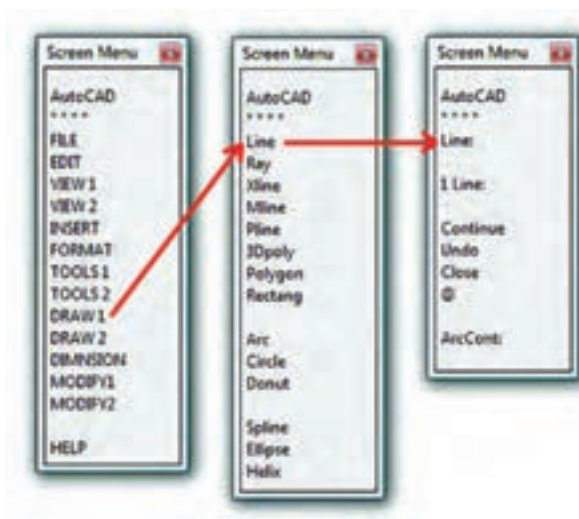 Screen Menu
AutoCAD
* * * *
FILE
EDIT
VIEW 1
VIEW 2
INSERT
FORMAT
TOOLS 1
TOOLS 2
DRAW 1
DRAW 2
DIMNSION
MODIFY1
MODIFY2
HELP
Screen Menu
AutoCAD
* * * *
Line
Ray
Xline
Mline
Pline
3Dpoly
Polygon
Rectang
Arc
Circle
Donut
Spline
Ellipse
Helix
Screen Menu
AutoCAD
* * * *
Line:
1 Line:
Continue
Undo
Close
@
ArcCont: